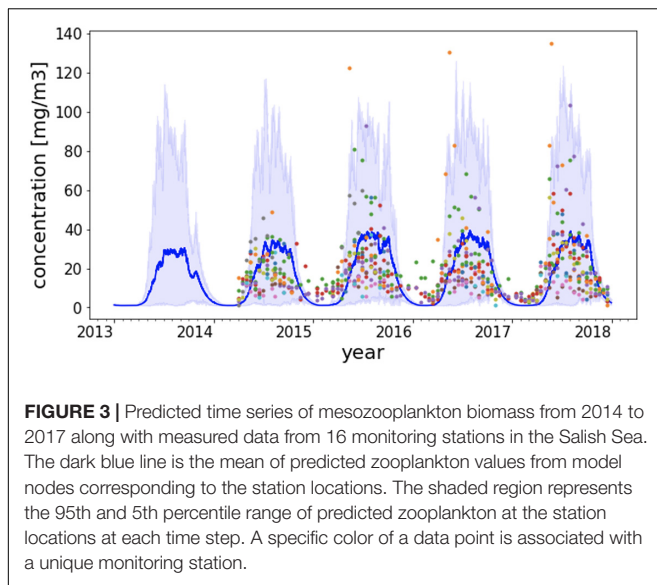 140
120
100
80
60
40
20
0
concentration [mg/m3]
2013 2014 2015 2016 2017 2018
year
FIGURE 3 | Predicted time series of mesozooplankton biomass from 2014 to
2017 along with measured data from 16 monitoring stations in the Salish Sea.
The dark blue line is the mean of predicted zooplankton values from model
nodes corresponding to the station locations. The shaded region represents
the 95th and 5th percentile range of predicted zooplankton at the station
locations at each time step. A specific color of a data point is associated with
a unique monitoring station.